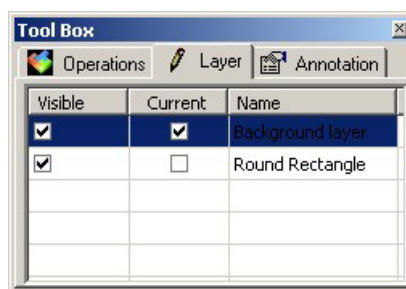 Tool Box
Operations Layer Annotation
Visible Current Name
Background layer
Round Rectangle